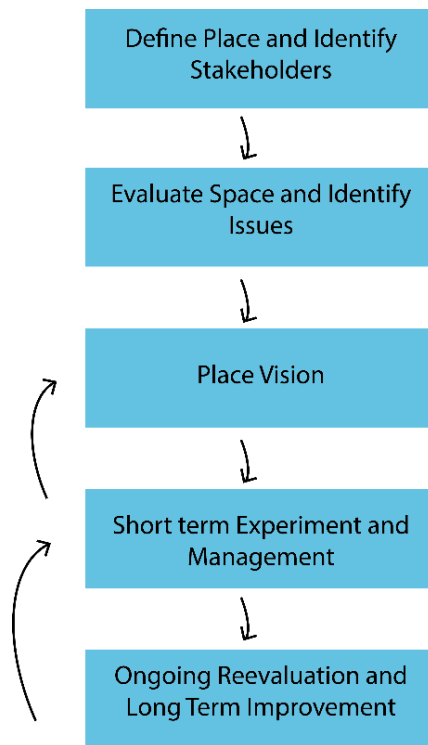 Define Place and Identify
Stakeholders
Evaluate Space and Identify
Issues
Place Vision
Short term Experiment and
Management
Ongoing Reevaluation and
Long Term Improvement